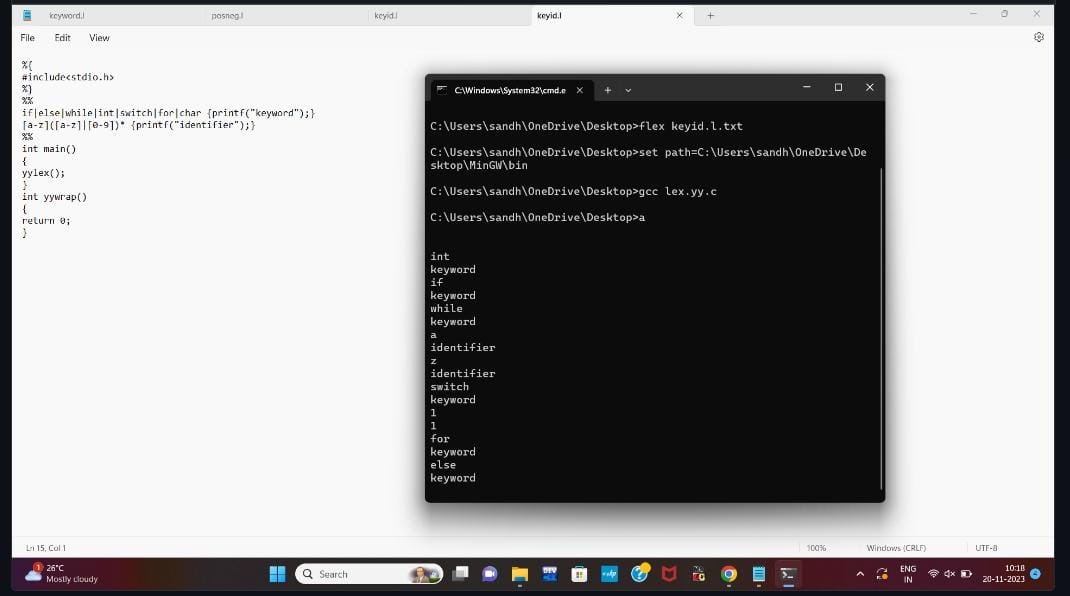 keyword.l posneg.l keyid.l keyid.l
File Edit View
%{
#include<stdio.h>
%}
%%
if|else|while|int|switch|for|char {printf("keyword");}
[a-z]([a-z]|[0-9])* {printf("identifier");}
%%
int main()
{
yylex();
}
int yywrap()
{
return 0;
}
C:\Windows\System32\cmd.e
C:\Users\sandh\OneDrive\Desktop>flex keyid.l.txt
C:\Users\sandh\OneDrive\Desktop>set path=C:\Users\sandh\OneDrive\De
sktop\MinGW\bin
C:\Users\sandh\OneDrive\Desktop>gcc lex.yy.c
C:\Users\sandh\OneDrive\Desktop>a
int
keyword
if
keyword
while
keyword
a
identifier
z
identifier
switch
keyword
1
1
for
keyword
else
keyword
Ln 15, Col 1 100% Windows (CRLF) UTF-8
1
26°C
Mostly cloudy
Search
DEV
hp
ENG
IN
10:18
20-11-2023